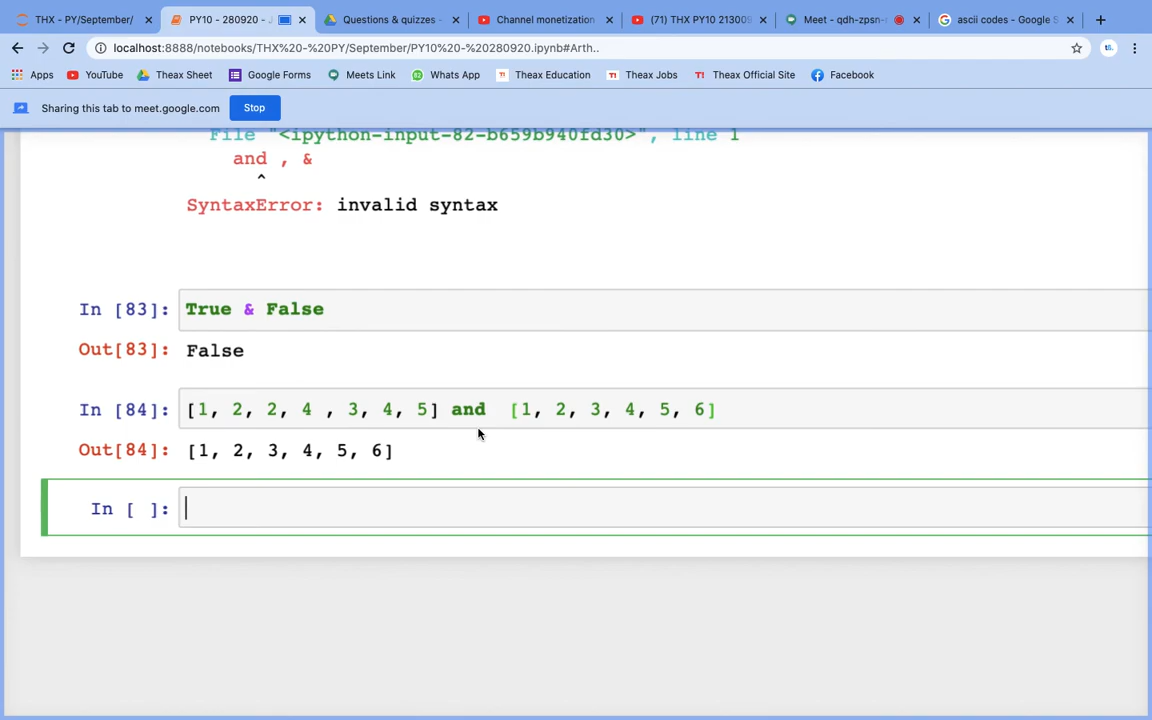 THX - PY/September/
PY10 - 280920 - J
Questions & quizzes -
Channel monetization
(71) THX PY10 21300
Meet - qdh-zpsn-
ascii codes - Google S
localhost:8888/notebooks/THX%20-%20PY/September/PY10%20-%20280920.ipynb#Arth..
Apps
YouTube
Theax Sheet
Google Forms
Meets Link
Whats App
Theax Education
Theax Jobs
Theax Official Site
Facebook
Sharing this tab to meet.google.com
Stop
File "<ipython-input-82-b659b940fd30>", line 1
and , &
^
SyntaxError: invalid syntax
In [83]: True & False
Out[83]: False
In [84]: [1, 2, 2, 4 , 3, 4, 5] and  [1, 2, 3, 4, 5, 6]
Out[84]: [1, 2, 3, 4, 5, 6]
In [ ]: